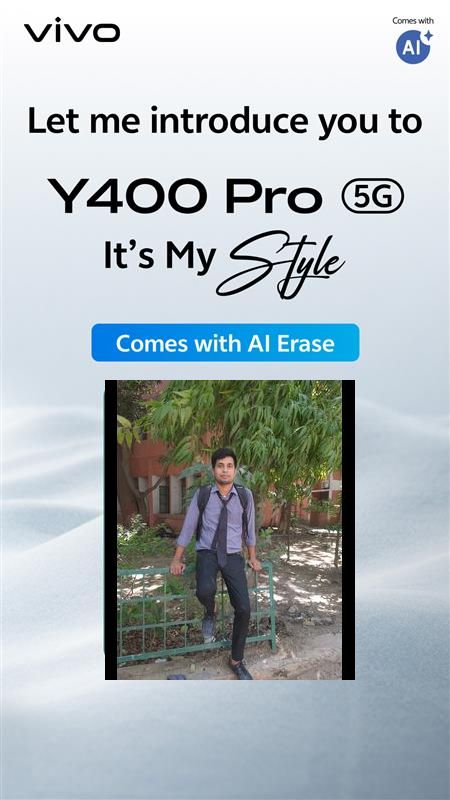 vivo
Comes with
AI
Let me introduce you to
Y400 Pro 5G
It's My Style
Comes with AI Erase